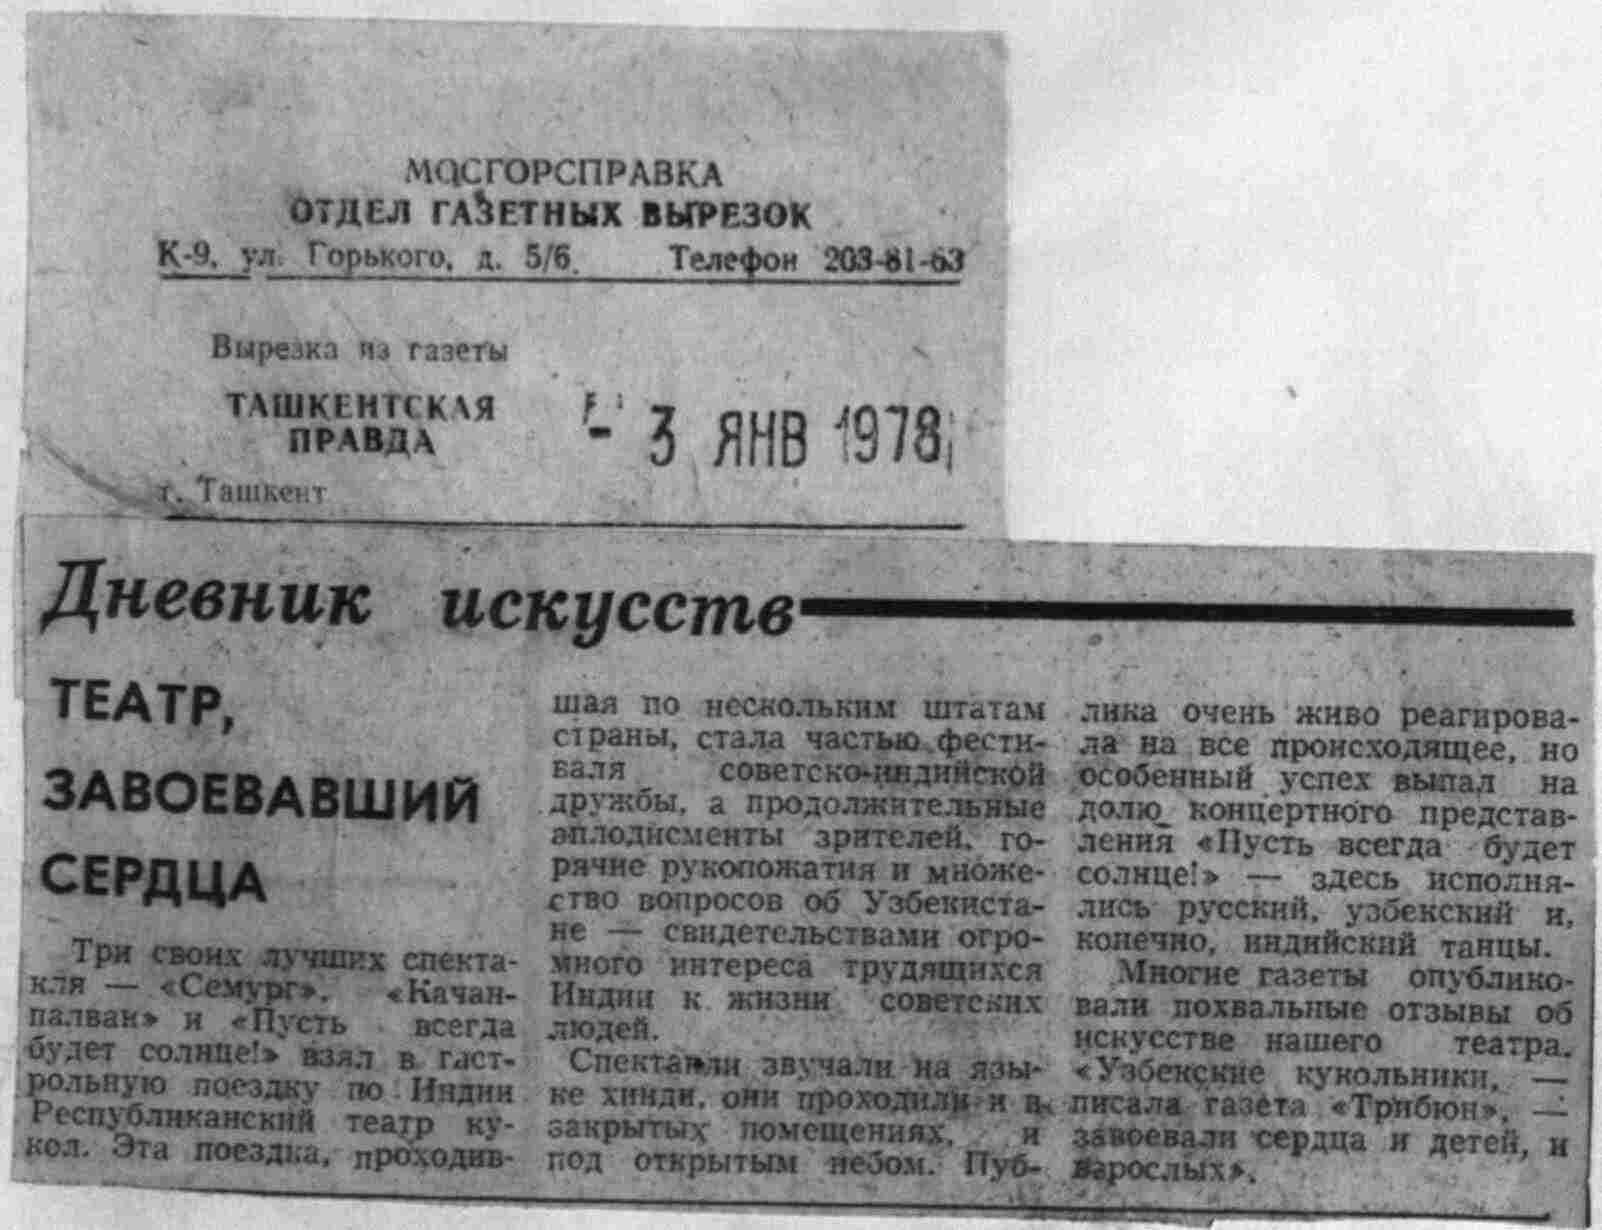 МОСГОРСПРАВКА
ОТДЕЛ ГАЗЕТНЫХ ВЫРЕЗОК
К-9, ул. Горького, д. 5/6. Телефон 203-81-63
Вырезка из газеты
ТАШКЕНТСКАЯ
ПРАВДА
- 3 ЯНВ 1978
г. Ташкент
Дневник искусств
ТЕАТР,
ЗАВОЕВАВШИЙ
СЕРДЦА
Три своих лучших спекта-
кля — «Семург», «Качан-
палван» и «Пусть всегда
будет солнце!» взял в гаст-
рольную поездку по Индии
Республиканский театр ку-
кол. Эта поездка, проходив-
шая по нескольким штатам
страны, стала частью фести-
валя советско-индийской
дружбы, а продолжительные
аплодисменты зрителей, го-
рячие рукопожатия и множе-
ство вопросов об Узбекиста-
не — свидетельствами огро-
много интереса трудящихся
Индии к жизни советских
людей.
Спектакли звучали на язы-
ке хинди, они проходили и в
закрытых помещениях, и
под открытым небом. Пуб-
лика очень живо реагирова-
ла на все происходящее, но
особенный успех выпал на
долю концертного представ-
ления «Пусть всегда будет
солнце!» — здесь исполня-
лись русский, узбекский и,
конечно, индийский танцы.
Многие газеты опублико-
вали похвальные отзывы об
искусстве нашего театра.
«Узбекские кукольники, —
писала газета «Трибюн», —
завоевали сердца и детей, и
взрослых».